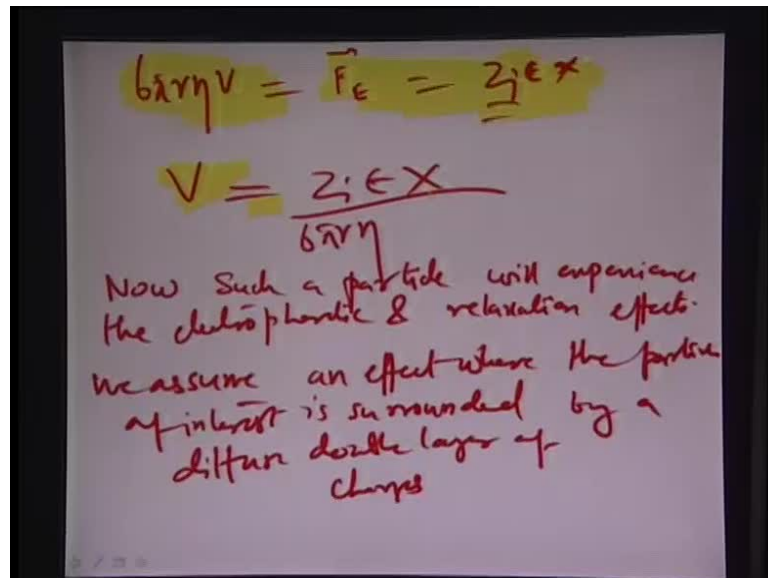 6πrηV = F⃗ε = Ziϵx
V = ZiϵX / 6πrη
Now Such a particle will experience
the electrophoretic & relaxation effects.
We assume an effect where the particle
of interest is surrounded by a
diffuse double layer of
charges